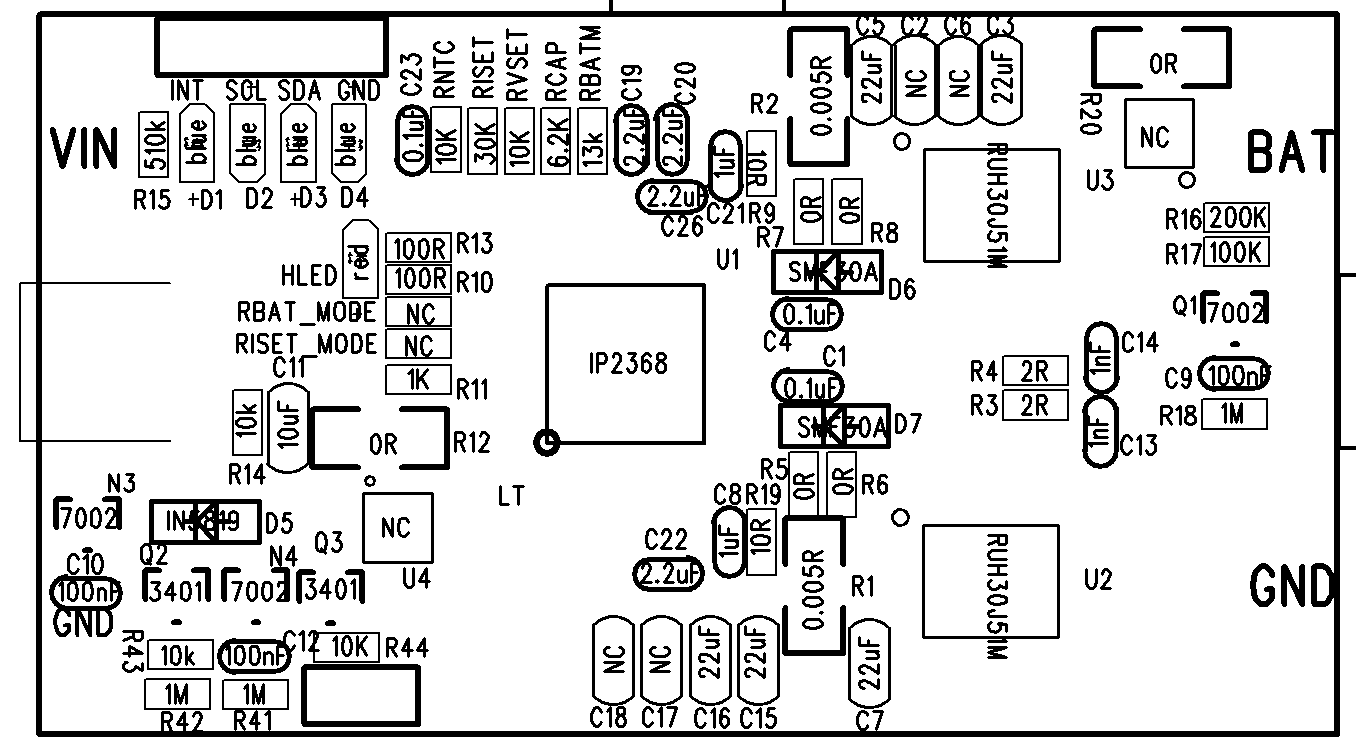 INT SCL SDA GND
VIN
510k
blue
blue
blue
blue
R15 +D1 D2 +D3 D4
C23 RNTC RISET RVSET RCAP RBATM C19 C20
0.1uF 10K 30K 10K 6.2K 13k 2.2uF 2.2uF
2.2uF
C26
1uF
C21
10R
R9
R2
0.005R
C5 C2 C6 C3
22uF NC NC 22uF
0R
R20
NC
U3
BAT
RUH30J51M
0R 0R
R7 R8
U1
SMF30A
D6
0.1uF
C4
R16 200K
R17 100K
red
HLED
100R R13
100R R10
RBAT_MODE NC
RISET_MODE NC
1K R11
IP2368
Q1
7002
C1
0.1uF
SMF30A D7
R4 2R
R3 2R
1nF C14
1nF C13
C9 100nF
R18 1M
C11
10k
10uF
0R R12
R14
LT
R5 0R 0R R6
N3
7002
IN5819 D5
Q2 N4 Q3
3401 7002 3401
NC
U4
C10
100nF
GND
C8 R19
1uF 10R
C22
2.2uF
0.005R
R1
RUH30J51M
U2
GND
R43
10k
100nF
C12
10K R44
1M 1M
R42 R41
NC NC 22uF 22uF 22uF
C18 C17 C16 C15 C7